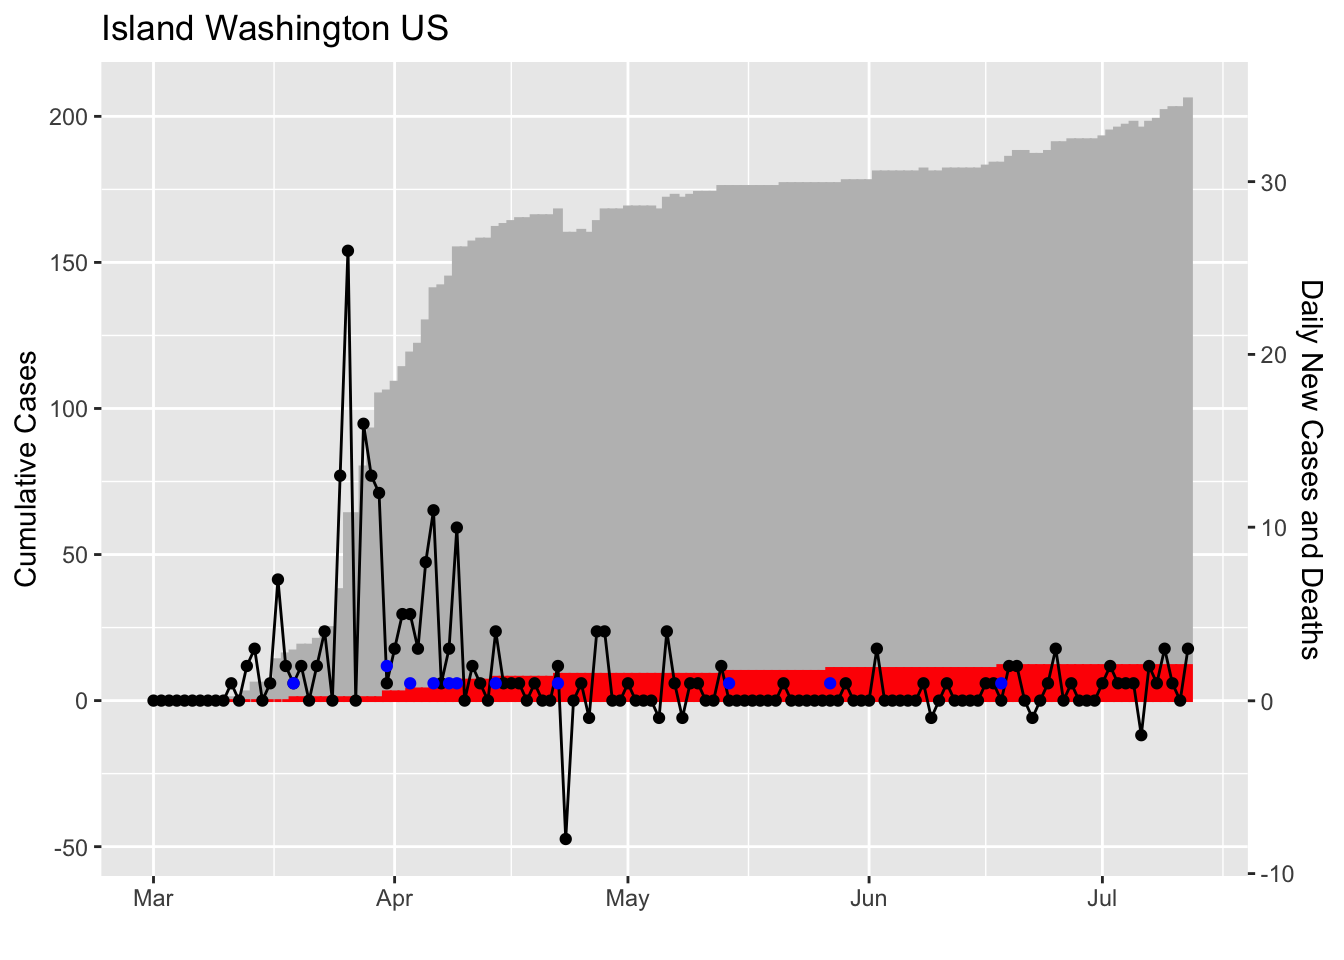 Island Washington US
Cumulative Cases
200
150
100
50
0
-50
30
20
10
0
-10
Daily New Cases and Deaths
Mar
Apr
May
Jun
Jul